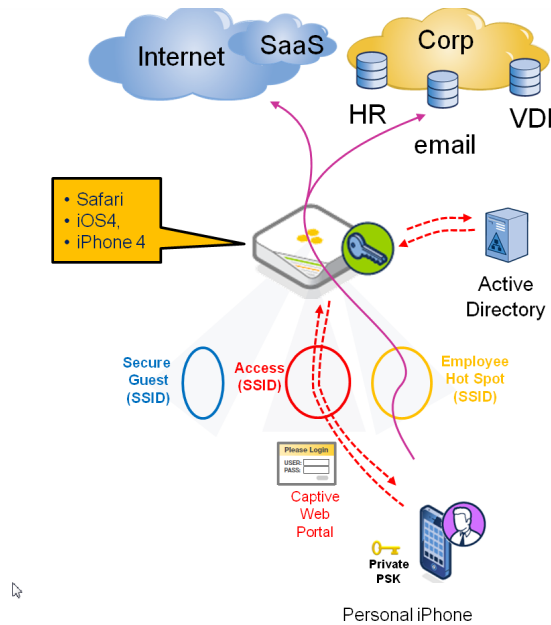 Internet
SaaS
Corp
HR
email
VDI
• Safari
• iOS4,
• iPhone 4
Active
Directory
Secure
Guest
(SSID)
Access
(SSID)
Employee
Hot Spot
(SSID)
Please Login
USER:
PASS:
Captive
Web
Portal
Private
PSK
Personal iPhone